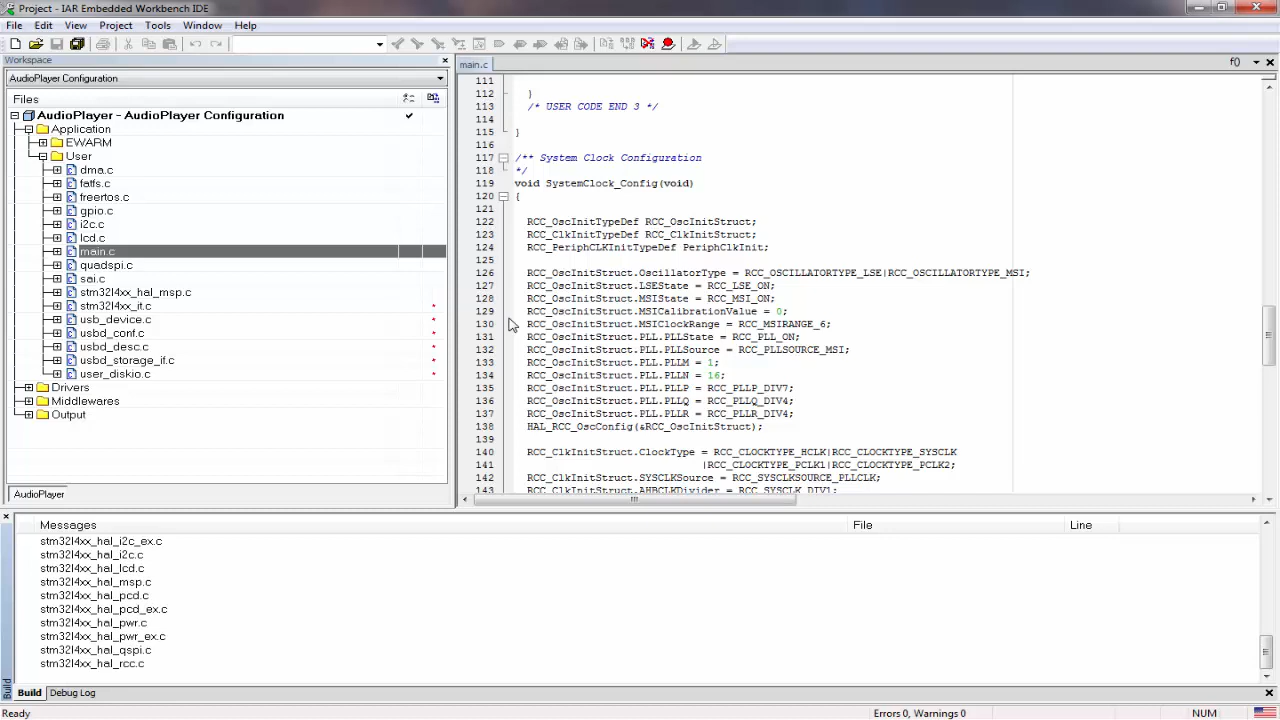 Project - IAR Embedded Workbench IDE
File Edit View Project Tools Window Help
Workspace
AudioPlayer Configuration
Files
AudioPlayer - AudioPlayer Configuration
Application
EWARM
User
dma.c
fatfs.c
freertos.c
gpio.c
i2c.c
lcd.c
main.c
quadspi.c
sai.c
stm32l4xx_hal_msp.c
stm32l4xx_it.c
usb_device.c
usbd_conf.c
usbd_desc.c
usbd_storage_if.c
user_diskio.c
Drivers
Middlewares
Output
AudioPlayer
main.c
f()
111
112 }
113 /* USER CODE END 3 */
114
115 }
116
117 /** System Clock Configuration
118 */
119 void SystemClock_Config(void)
120 {
121
122 RCC_OscInitTypeDef RCC_OscInitStruct;
123 RCC_ClkInitTypeDef RCC_ClkInitStruct;
124 RCC_PeriphCLKInitTypeDef PeriphClkInit;
125
126 RCC_OscInitStruct.OscillatorType = RCC_OSCILLATORTYPE_LSE|RCC_OSCILLATORTYPE_MSI;
127 RCC_OscInitStruct.LSEState = RCC_LSE_ON;
128 RCC_OscInitStruct.MSIState = RCC_MSI_ON;
129 RCC_OscInitStruct.MSICalibrationValue = 0;
130 RCC_OscInitStruct.MSIClockRange = RCC_MSIRANGE_6;
131 RCC_OscInitStruct.PLL.PLLState = RCC_PLL_ON;
132 RCC_OscInitStruct.PLL.PLLSource = RCC_PLLSOURCE_MSI;
133 RCC_OscInitStruct.PLL.PLLM = 1;
134 RCC_OscInitStruct.PLL.PLLN = 16;
135 RCC_OscInitStruct.PLL.PLLP = RCC_PLLP_DIV7;
136 RCC_OscInitStruct.PLL.PLLQ = RCC_PLLQ_DIV4;
137 RCC_OscInitStruct.PLL.PLLR = RCC_PLLR_DIV4;
138 HAL_RCC_OscConfig(&RCC_OscInitStruct);
139
140 RCC_ClkInitStruct.ClockType = RCC_CLOCKTYPE_HCLK|RCC_CLOCKTYPE_SYSCLK
141 |RCC_CLOCKTYPE_PCLK1|RCC_CLOCKTYPE_PCLK2;
142 RCC_ClkInitStruct.SYSCLKSource = RCC_SYSCLKSOURCE_PLLCLK;
143 RCC_ClkInitStruct.AHBCLKDivider = RCC_SYSCLK_DIV1;
Messages File Line
stm32l4xx_hal_i2c_ex.c
stm32l4xx_hal_i2c.c
stm32l4xx_hal_lcd.c
stm32l4xx_hal_msp.c
stm32l4xx_hal_pcd.c
stm32l4xx_hal_pcd_ex.c
stm32l4xx_hal_pwr.c
stm32l4xx_hal_pwr_ex.c
stm32l4xx_hal_qspi.c
stm32l4xx_hal_rcc.c
Build
Build Debug Log
Ready Errors 0, Warnings 0 NUM